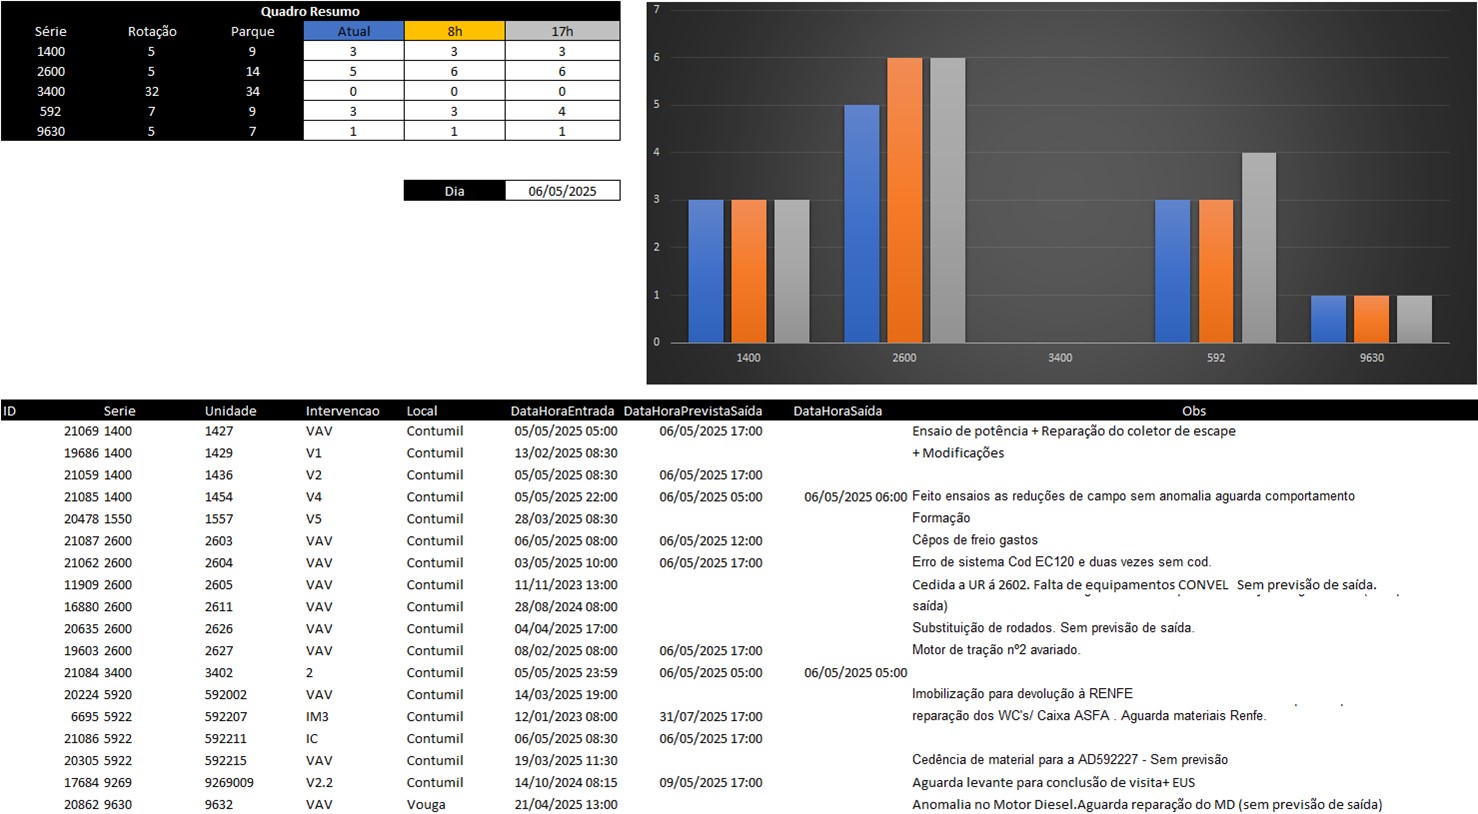 Quadro Resumo
Série Rotação Parque Atual 8h 17h
1400 5 9 3 3 3
2600 5 14 5 6 6
3400 32 34 0 0 0
592 7 9 3 3 4
9630 5 7 1 1 1
Dia 06/05/2025
7
6
5
4
3
2
1
0
1400 2600 3400 592 9630
ID Serie Unidade Intervencao Local DataHoraEntrada DataHoraPrevistaSaída DataHoraSaída Obs
21069 1400 1427 VAV Contumil 05/05/2025 05:00 06/05/2025 17:00 Ensaio de potência + Reparação do coletor de escape
19686 1400 1429 V1 Contumil 13/02/2025 08:30 + Modificações
21059 1400 1436 V2 Contumil 05/05/2025 08:30 06/05/2025 17:00
21085 1400 1454 V4 Contumil 05/05/2025 22:00 06/05/2025 05:00 06/05/2025 06:00 Feito ensaios as reduções de campo sem anomalia aguarda comportamento
20478 1550 1557 V5 Contumil 28/03/2025 08:30 Formação
21087 2600 2603 VAV Contumil 06/05/2025 08:00 06/05/2025 12:00 Cêpos de freio gastos
21062 2600 2604 VAV Contumil 03/05/2025 10:00 06/05/2025 17:00 Erro de sistema Cod EC120 e duas vezes sem cod.
11909 2600 2605 VAV Contumil 11/11/2023 13:00 Cedida a UR á 2602. Falta de equipamentos CONVEL Sem previsão de saída.
16880 2600 2611 VAV Contumil 28/08/2024 08:00 saída)
20635 2600 2626 VAV Contumil 04/04/2025 17:00 Substituição de rodados. Sem previsão de saída.
19603 2600 2627 VAV Contumil 08/02/2025 08:00 06/05/2025 17:00 Motor de tração nº2 avariado.
21084 3400 3402 2 Contumil 05/05/2025 23:59 06/05/2025 05:00 06/05/2025 05:00
20224 5920 592002 VAV Contumil 14/03/2025 19:00 Imobilização para devolução à RENFE
6695 5922 592207 IM3 Contumil 12/01/2023 08:00 31/07/2025 17:00 reparação dos WC's/ Caixa ASFA . Aguarda materiais Renfe.
21086 5922 592211 IC Contumil 06/05/2025 08:30 06/05/2025 17:00
20305 5922 592215 VAV Contumil 19/03/2025 11:30 Cedência de material para a AD592227 - Sem previsão
17684 9269 9269009 V2.2 Contumil 14/10/2024 08:15 09/05/2025 17:00 Aguarda levante para conclusão de visita+ EUS
20862 9630 9632 VAV Vouga 21/04/2025 13:00 Anomalia no Motor Diesel.Aguarda reparação do MD (sem previsão de saída)